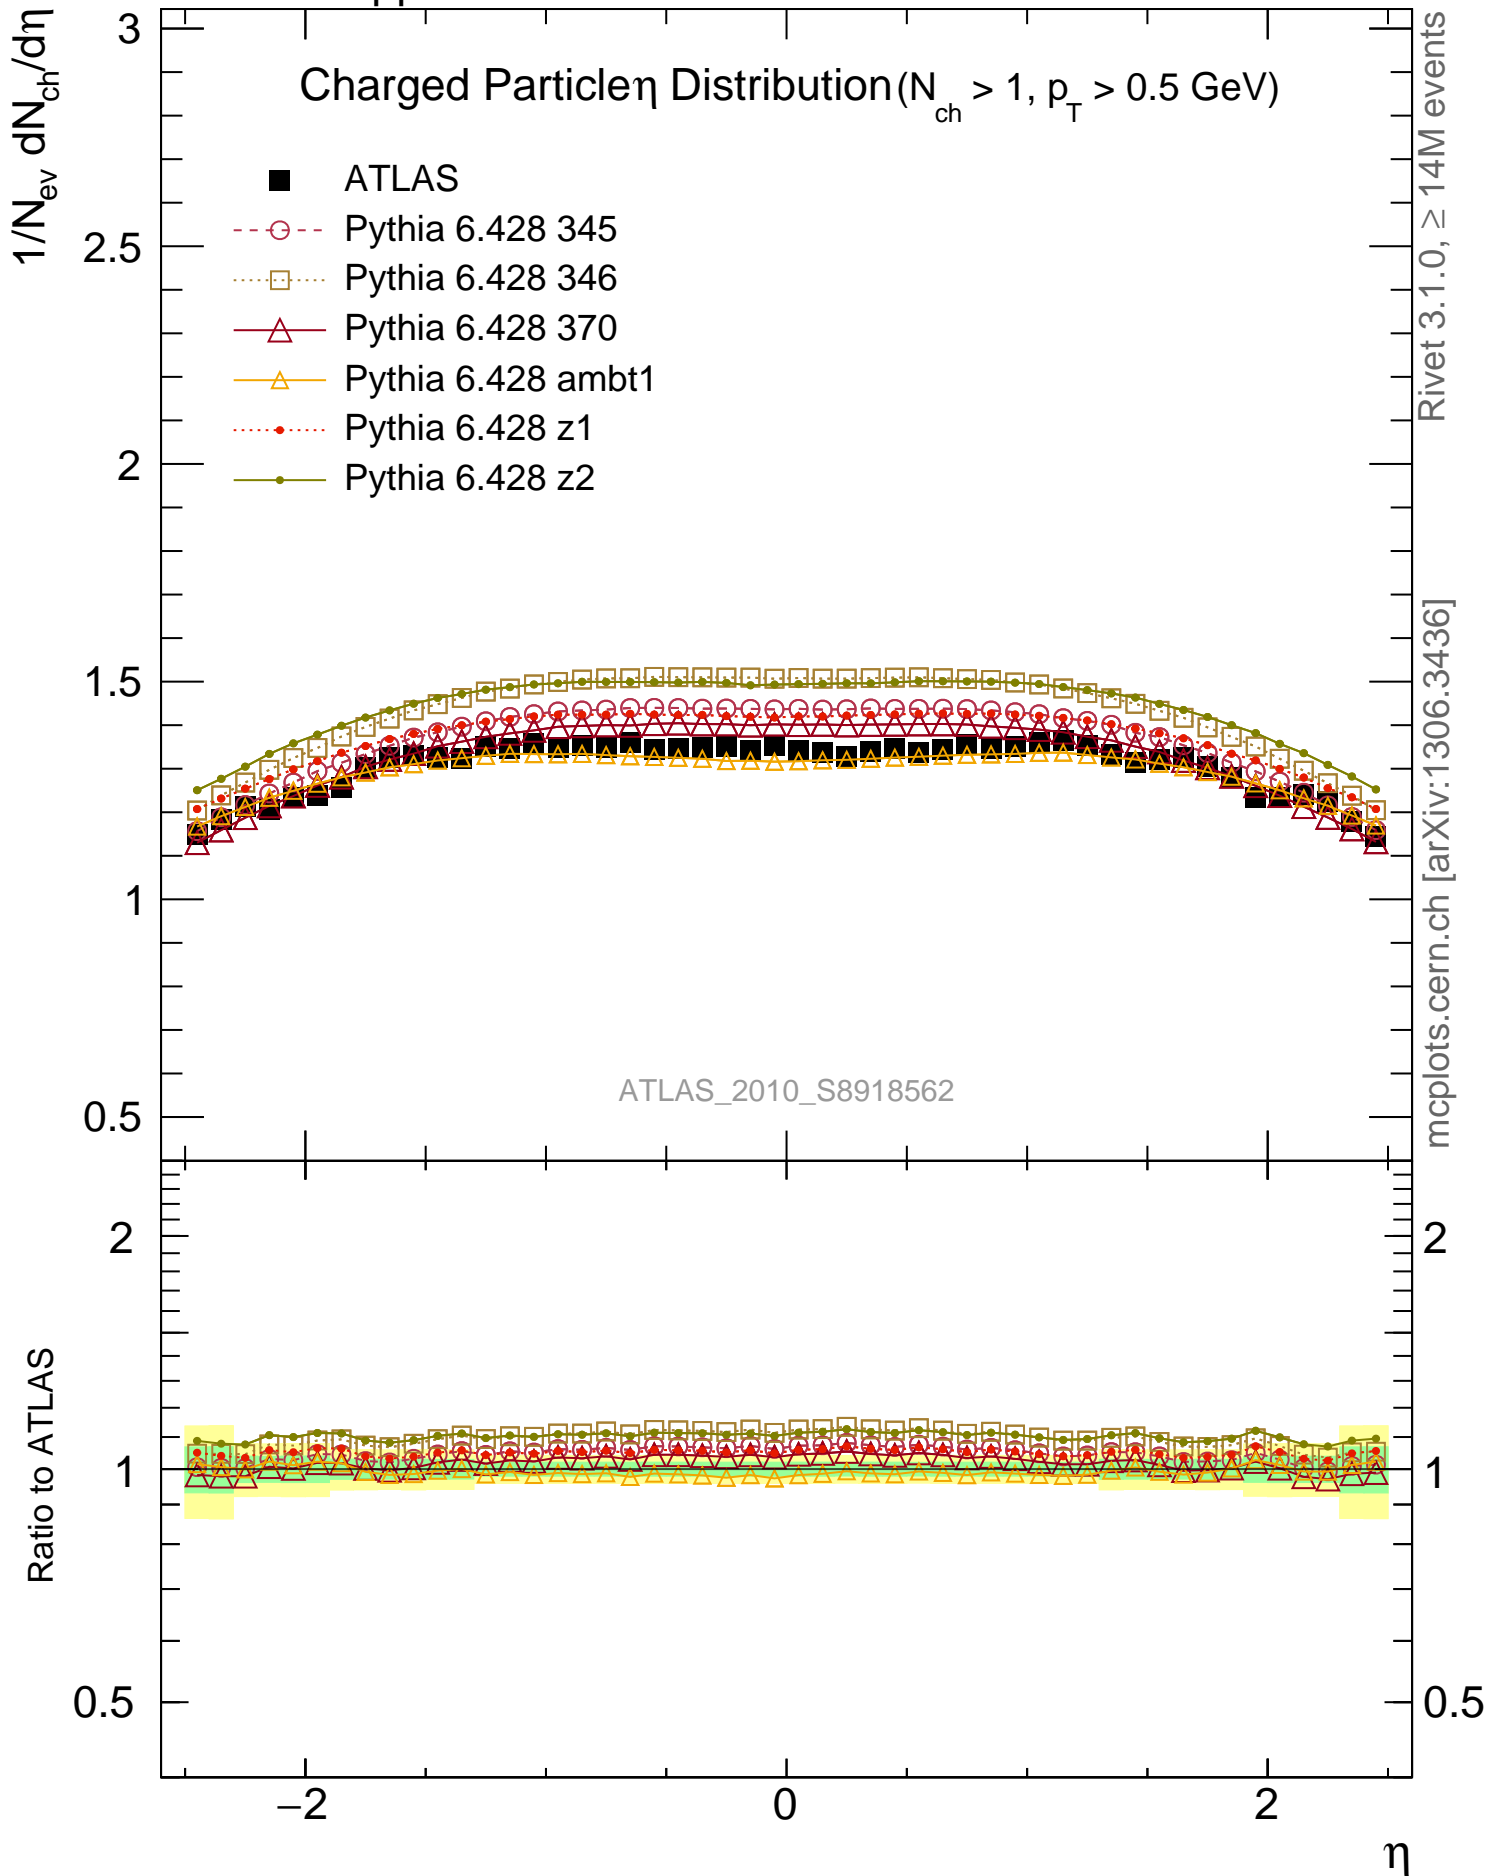 1/N_ev dN_ch/dη
3
Charged Particleη Distribution (N_ch > 1, p_T > 0.5 GeV)
ATLAS
Pythia 6.428 345
Pythia 6.428 346
Pythia 6.428 370
Pythia 6.428 ambt1
Pythia 6.428 z1
Pythia 6.428 z2
2.5
2
1.5
1
0.5
ATLAS_2010_S8918562
Rivet 3.1.0, ≥ 14M events
mcplots.cern.ch [arXiv:1306.3436]
Ratio to ATLAS
2
1
0.5
2
1
0.5
−2
0
2
η